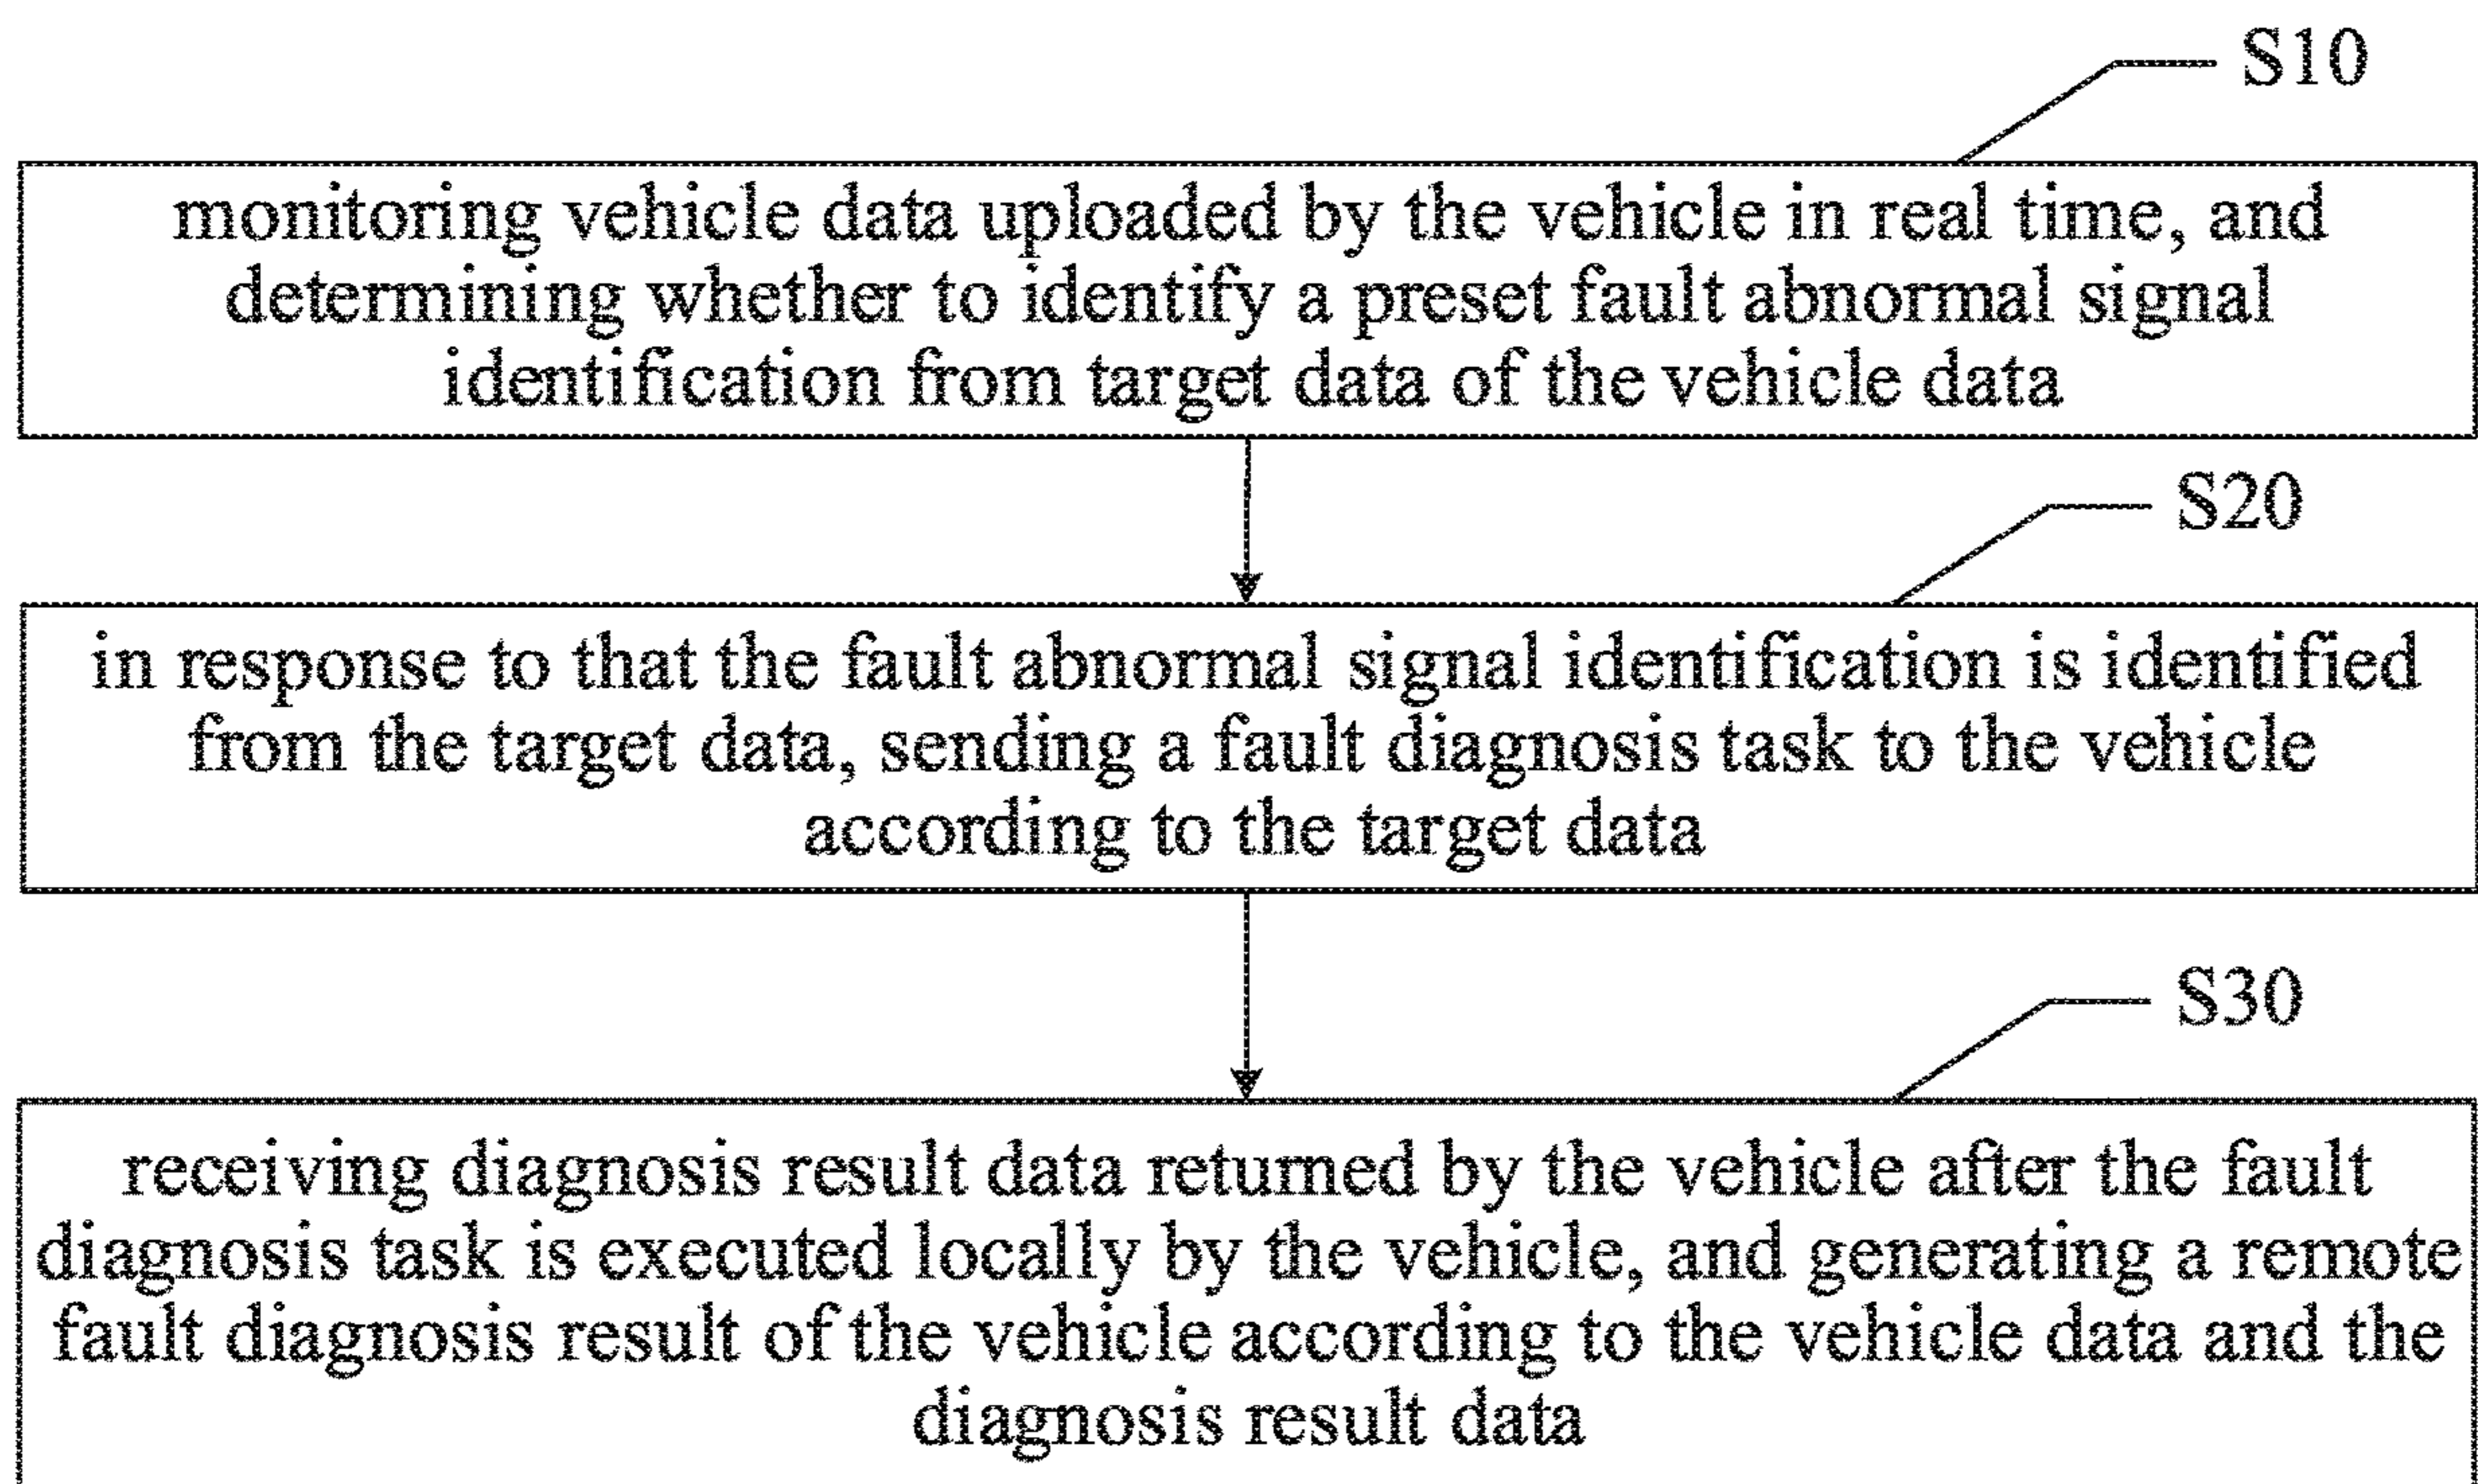 S10
monitoring vehicle data uploaded by the vehicle in real time, and
determining whether to identify a preset fault abnormal signal
identification from target data of the vehicle data
S20
in response to that the fault abnormal signal identification is identified
from the target data, sending a fault diagnosis task to the vehicle
according to the target data
S30
receiving diagnosis result data returned by the vehicle after the fault
diagnosis task is executed locally by the vehicle, and generating a remote
fault diagnosis result of the vehicle according to the vehicle data and the
diagnosis result data